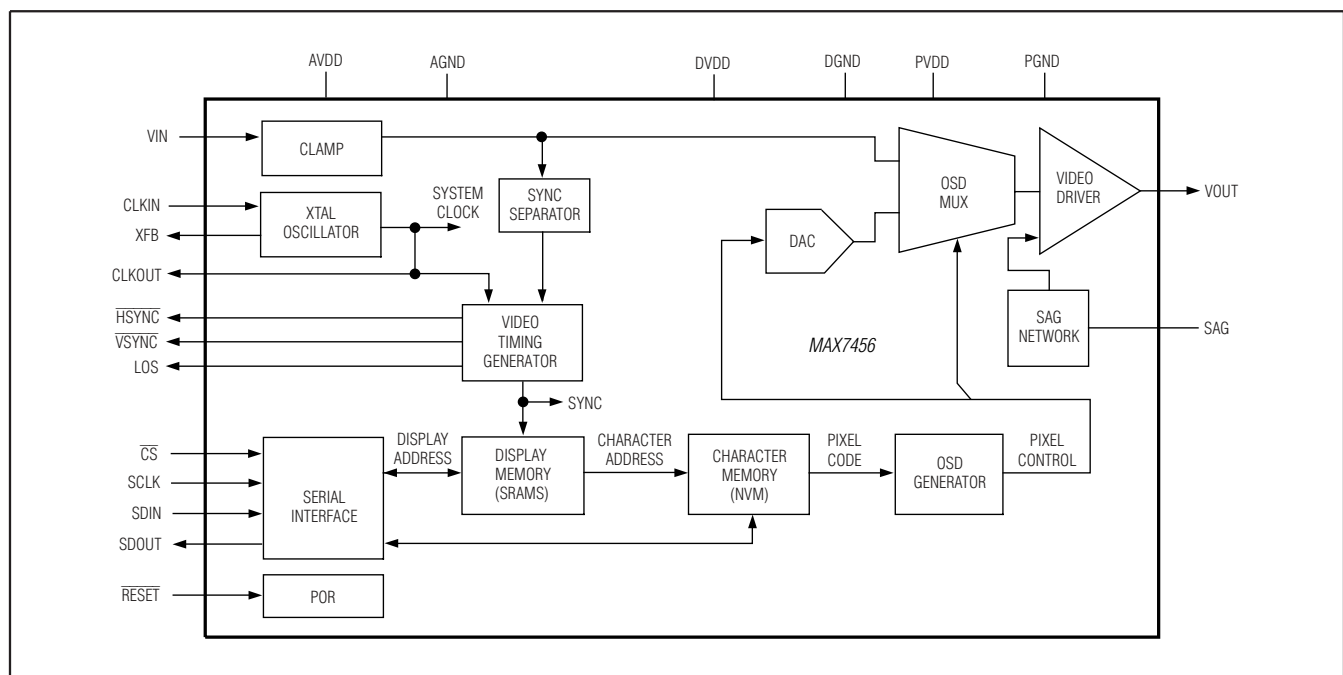 AVDD
AGND
DVDD
DGND
PVDD
PGND
VIN
CLAMP
CLKIN
XFB
XTAL
OSCILLATOR
SYSTEM
CLOCK
SYNC
SEPARATOR
OSD
MUX
VIDEO
DRIVER
VOUT
DAC
CLKOUT
HSYNC
VSYNC
LOS
VIDEO
TIMING
GENERATOR
MAX7456
SAG
NETWORK
SAG
SYNC
CS
SCLK
SDIN
SDOUT
SERIAL
INTERFACE
DISPLAY
ADDRESS
DISPLAY
MEMORY
(SRAMS)
CHARACTER
ADDRESS
CHARACTER
MEMORY
(NVM)
PIXEL
CODE
OSD
GENERATOR
PIXEL
CONTROL
RESET
POR